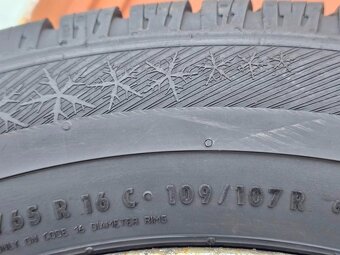 /65 R 16 C · 109/107 R
ONLY ON CODE 16 DIAMETER RIMS